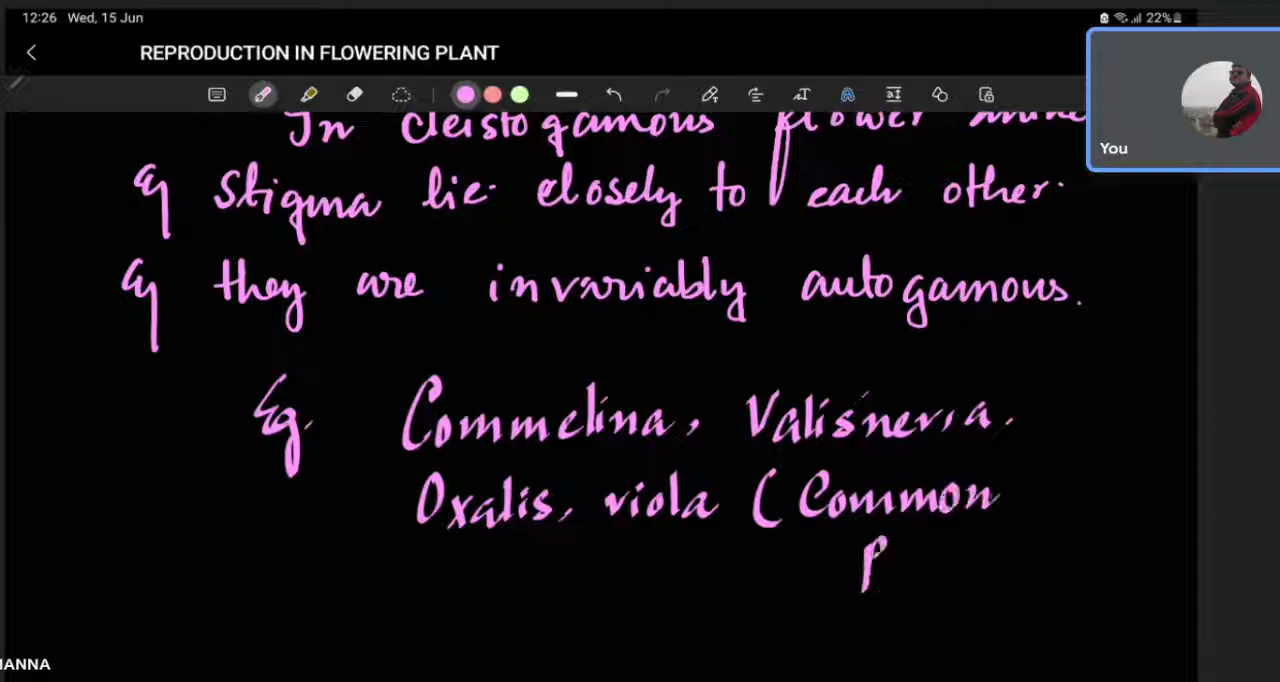 12:26 Wed, 15 Jun
22%
REPRODUCTION IN FLOWERING PLANT
You
In cleistogamous flower
Stigma lie closely to each other.
they are invariably autogamous.
Eg. Commelina, Valisneria.
Oxalis, viola (Common
P
IANNA